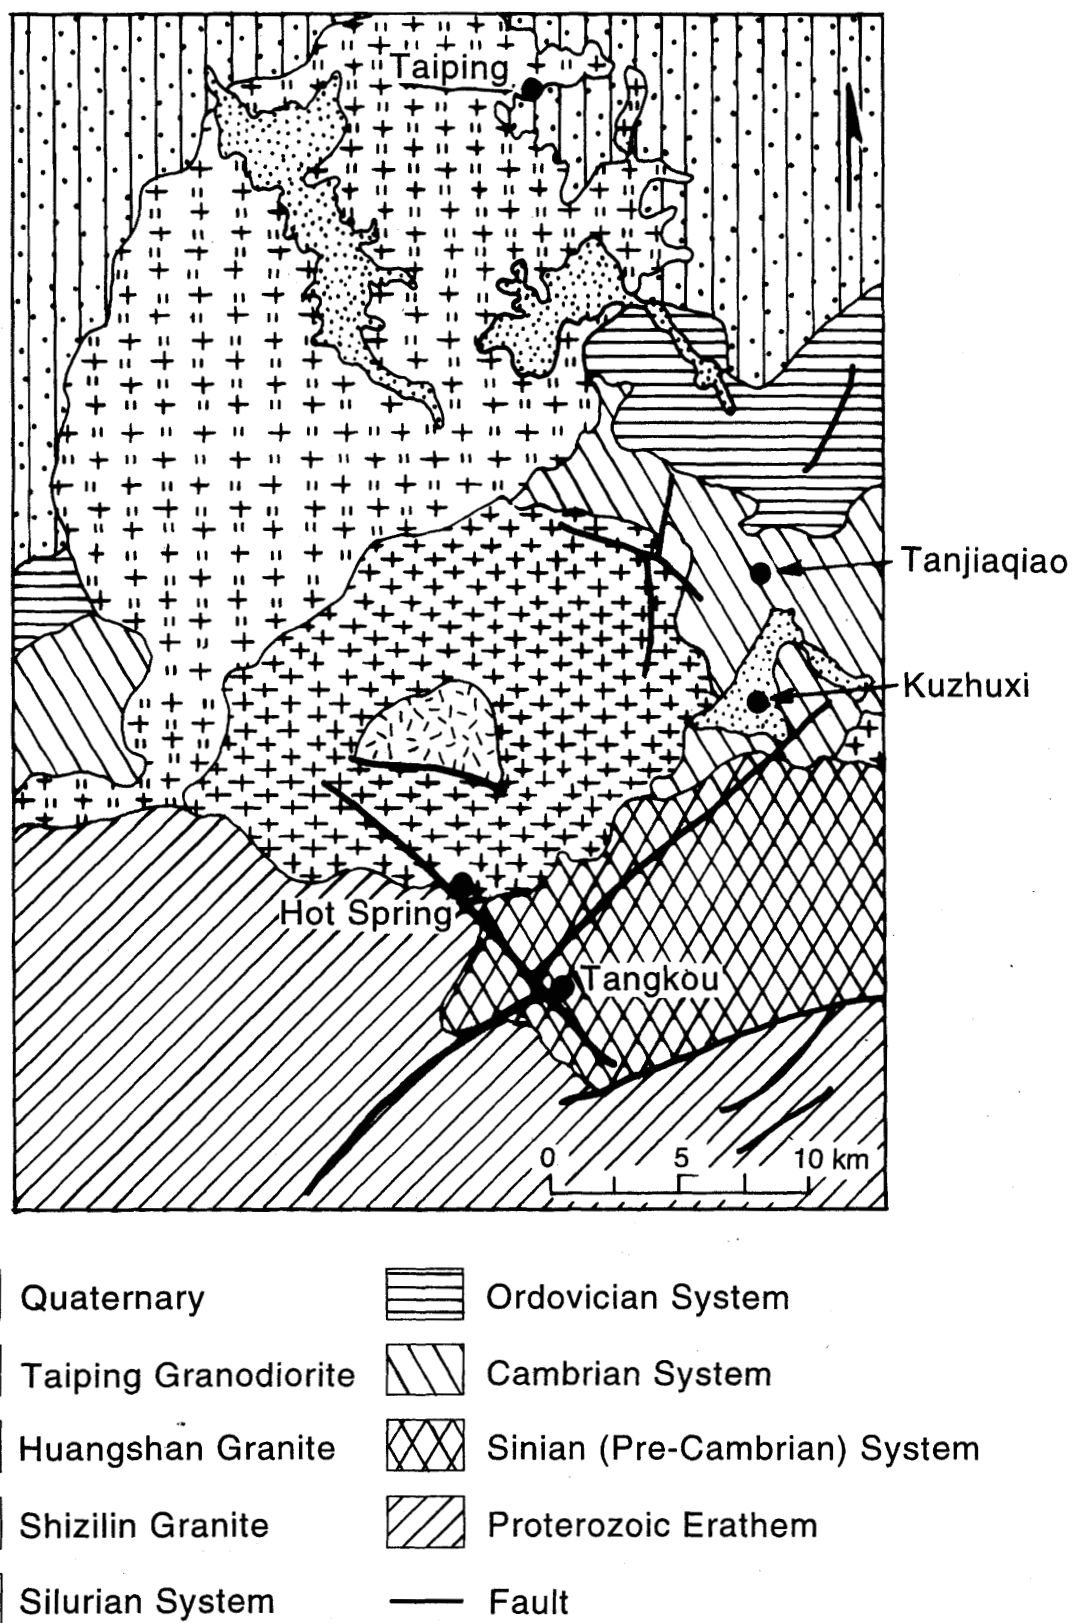 Taiping
Tanjiaqiao
Kuzhuxi
Hot Spring
Tangkou
0 5 10 km
Quaternary
Ordovician System
Taiping Granodiorite
Cambrian System
Huangshan Granite
Sinian (Pre-Cambrian) System
Shizilin Granite
Proterozoic Erathem
Silurian System
Fault